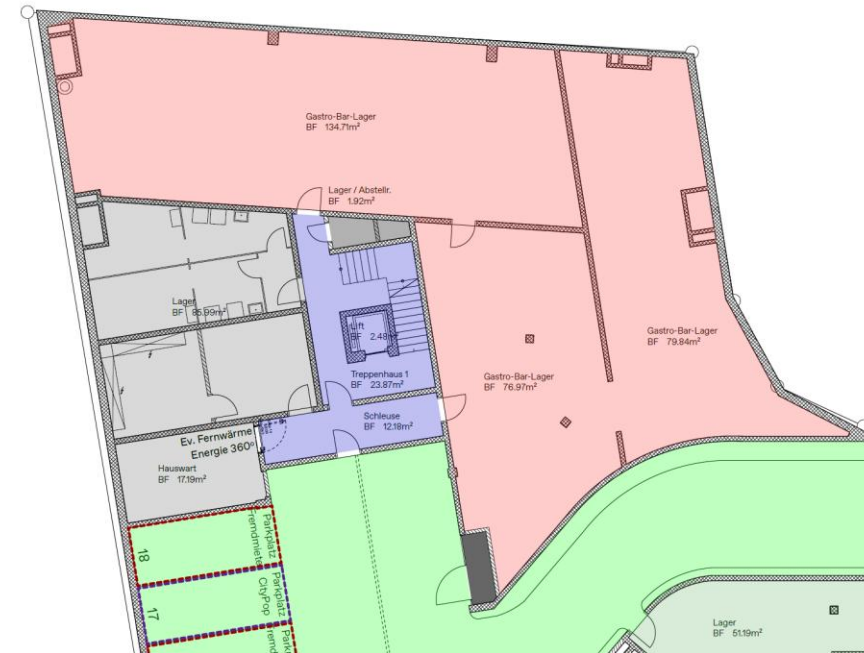 Gastro-Bar-Lager
BF 134.71m²
Lager / Abstellr.
BF 1.92m²
Lager
BF 85.99m²
Lift
BF 2.48m²
Gastro-Bar-Lager
BF 79.84m²
Treppenhaus 1
BF 23.87m²
Gastro-Bar-Lager
BF 76.97m²
Schleuse
BF 12.18m²
Ev. Fernwärme
Energie 360°
Hauswart
BF 17.19m²
18
Parkplatz
Fremdmiete
17
Parkplatz
CityPop
Lager
BF 51.19m²